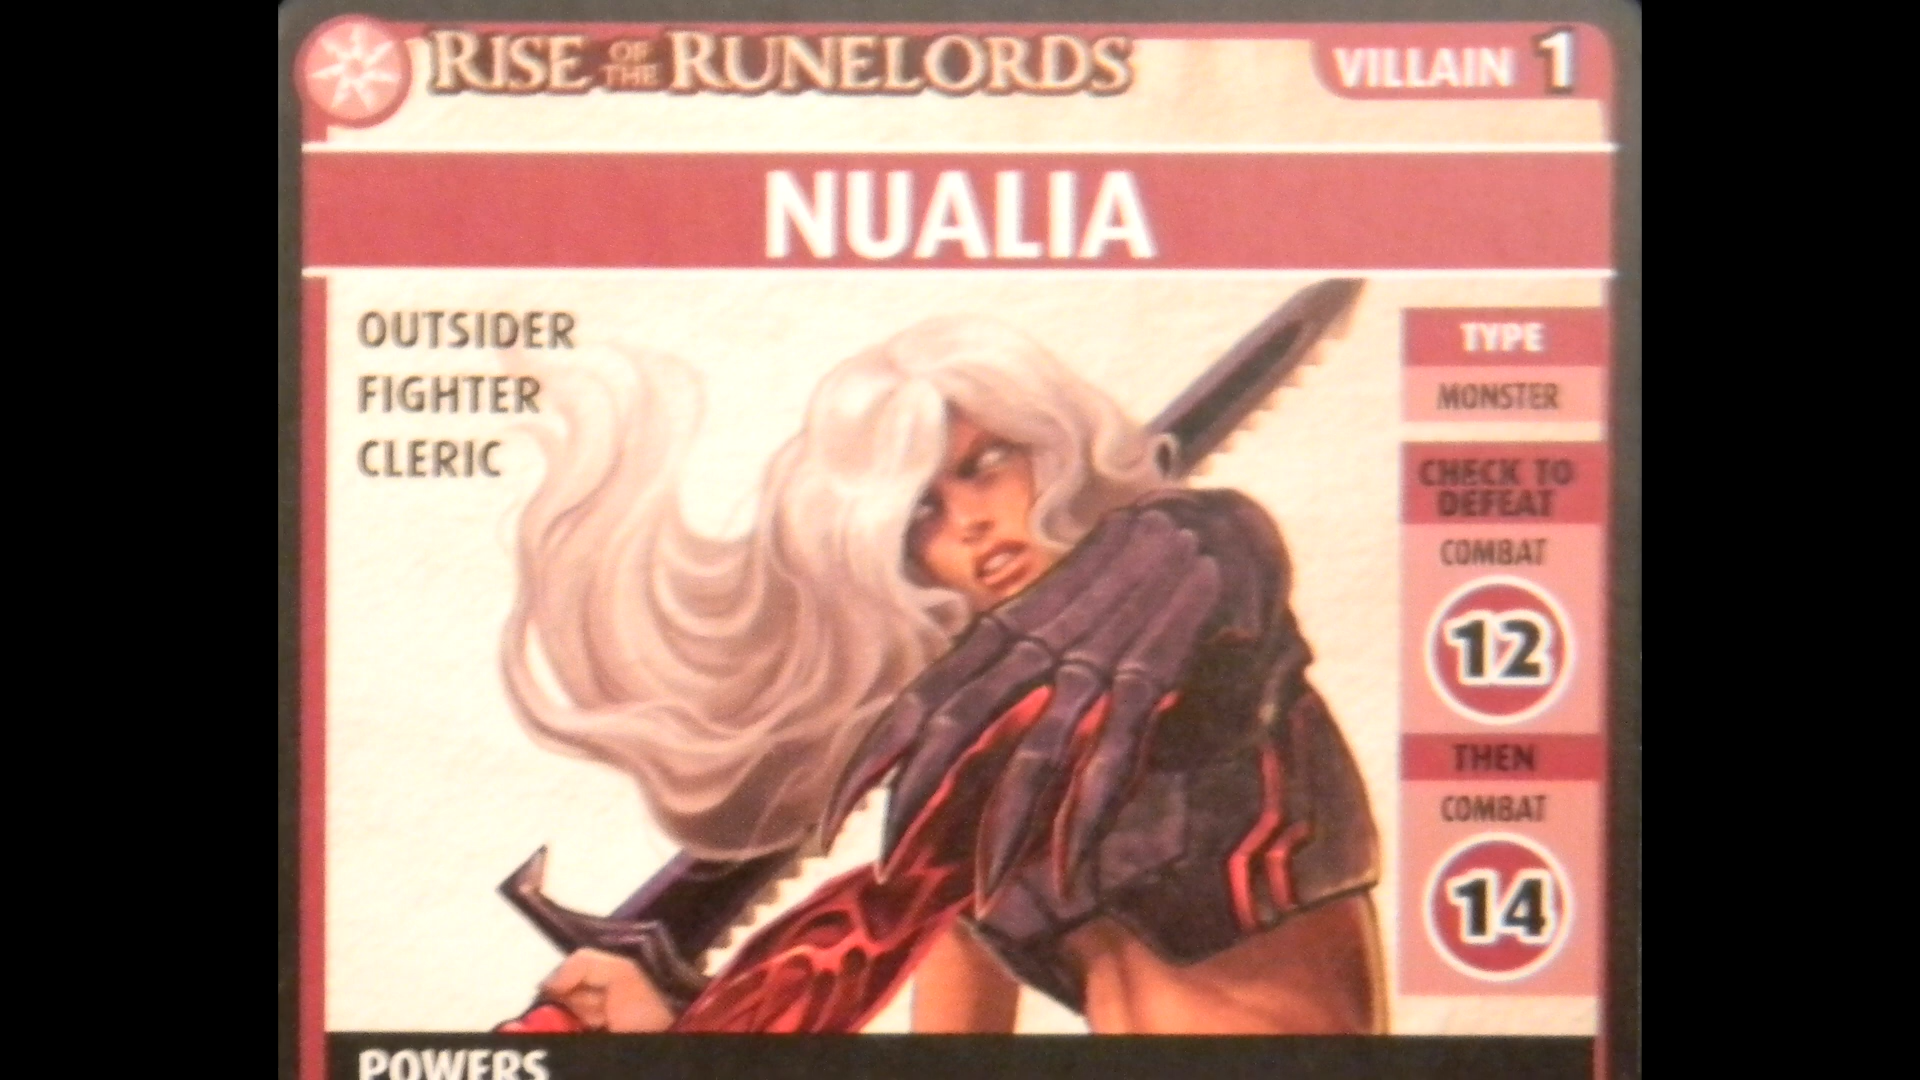 RISE OF THE RUNELORDS
VILLAIN 1
NUALIA
OUTSIDER
FIGHTER
CLERIC
TYPE
MONSTER
CHECK TO
DEFEAT
COMBAT
12
THEN
COMBAT
14
POWERS